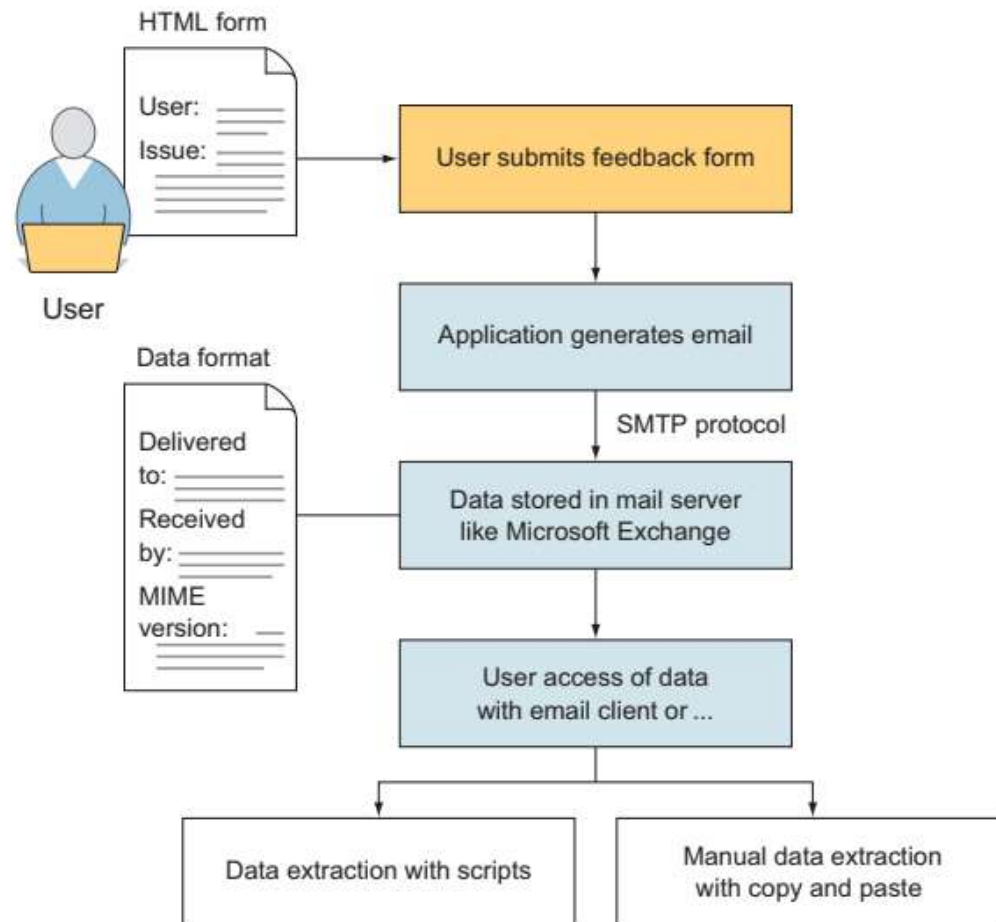 HTML form
User:
Issue:
User submits feedback form
User
Application generates email
SMTP protocol
Data format
Delivered
to:
Received
by:
MIME
version:
Data stored in mail server
like Microsoft Exchange
User access of data
with email client or ...
Data extraction with scripts
Manual data extraction
with copy and paste